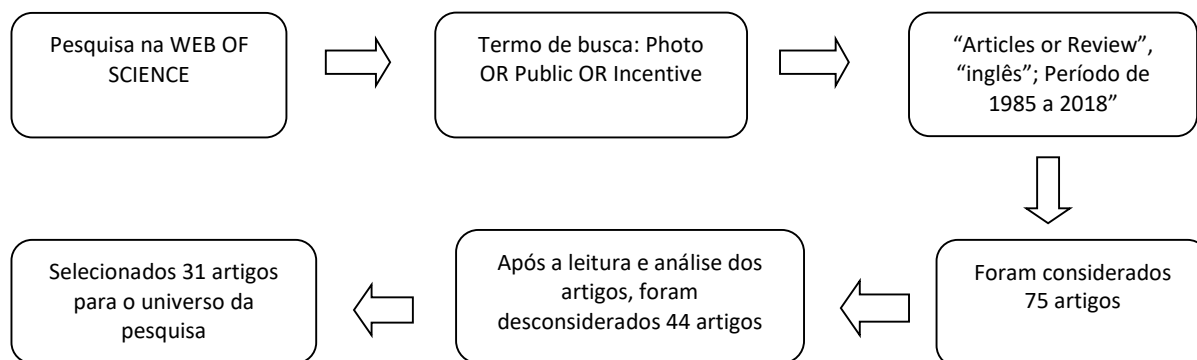 Pesquisa na WEB OF
SCIENCE
Termo de busca: Photo
OR Public OR Incentive
“Articles or Review”,
“inglês”; Período de
1985 a 2018”
Foram considerados
75 artigos
Após a leitura e análise dos
artigos, foram
desconsiderados 44 artigos
Selecionados 31 artigos
para o universo da
pesquisa